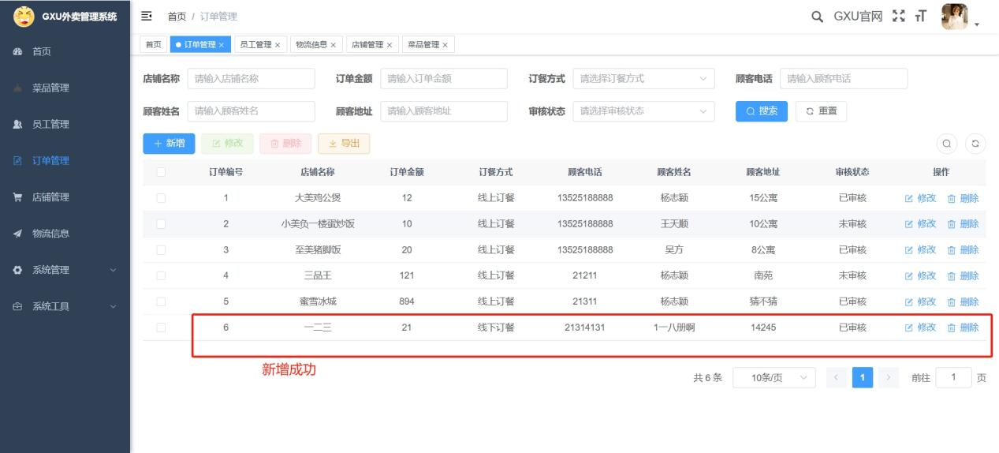 GXU外卖管理系统
首页 / 订单管理
GXU官网
首页
订单管理
员工管理
物流信息
店铺管理
菜品管理
首页
菜品管理
员工管理
订单管理
店铺管理
物流信息
系统管理
系统工具
店铺名称 请输入店铺名称 订单金额 请输入订单金额 订餐方式 请选择订餐方式 顾客电话 请输入顾客电话
顾客姓名 请输入顾客姓名 顾客地址 请输入顾客地址 审核状态 请选择审核状态 搜索 重置
新增 修改 删除 导出
订单编号 店铺名称 订单金额 订餐方式 顾客电话 顾客姓名 顾客地址 审核状态 操作
1 大美鸡公煲 12 线上订餐 13525188888 杨志颖 15公寓 已审核 修改 删除
2 小美负一楼蛋炒饭 10 线上订餐 13525188888 王天顺 10公寓 未审核 修改 删除
3 至美猪脚饭 20 线上订餐 13525188888 吴方 8公寓 已审核 修改 删除
4 三品王 121 线上订餐 21211 杨志颖 南苑 未审核 修改 删除
5 蜜雪冰城 894 线上订餐 21311 杨志颖 猜不猜 已审核 修改 删除
6 一二三 21 线下订餐 21314131 1一八册啊 14245 已审核 修改 删除
新增成功
共 6 条 10条/页 1 前往 1 页